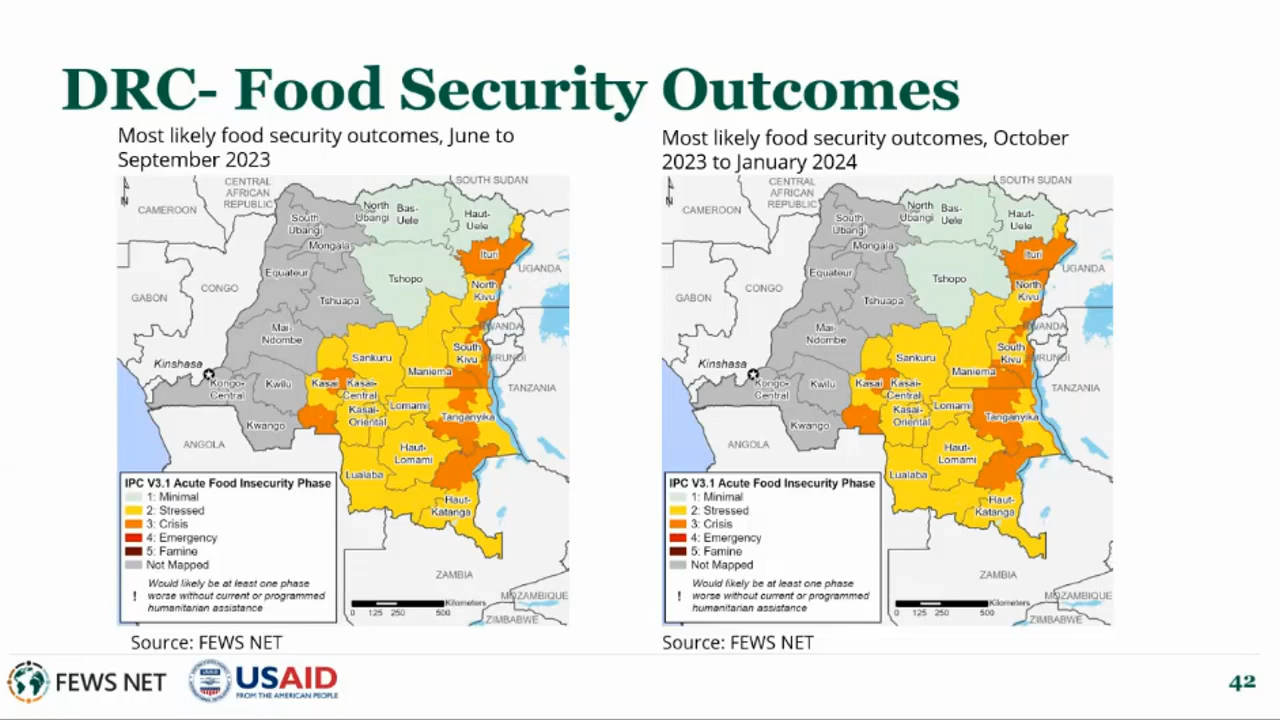 DRC- Food Security Outcomes
Most likely food security outcomes, June to
September 2023
N
CENTRAL
AFRICAN
REPUBLIC
SOUTH SUDAN
CAMEROON
South
Ubangi
North
Ubangi
Bas-
Uele
Haut-
Uele
Mongala
Ituri
Equateur
Tshopo
UGANDA
CONGO
North
Kivu
GABON
Tshuapa
Mai-
Ndombe
RWANDA
Sankuru
South
Kivu
BURUNDI
Kinshasa
Maniema
Kongo-
Central
Kwilu
Kasai
Kasai-
Central
TANZANIA
Kasai-
Oriental
Lomami
Tanganyika
Kwango
ANGOLA
Haut-
Lomami
Lualaba
Haut-
Katanga
ZAMBIA
MOZAMBIQUE
ZIMBABWE
IPC V3.1 Acute Food Insecurity Phase
1: Minimal
2: Stressed
3: Crisis
4: Emergency
5: Famine
Not Mapped
! Would likely be at least one phase
worse without current or programmed
humanitarian assistance
Kilometers
0 125 250 500
Source: FEWS NET
Most likely food security outcomes, October
2023 to January 2024
N
CENTRAL
AFRICAN
REPUBLIC
SOUTH SUDAN
CAMEROON
South
Ubangi
North
Ubangi
Bas-
Uele
Haut-
Uele
Mongala
Ituri
Equateur
Tshopo
UGANDA
CONGO
North
Kivu
GABON
Tshuapa
Mai-
Ndombe
RWANDA
Sankuru
South
Kivu
BURUNDI
Kinshasa
Maniema
Kongo-
Central
Kwilu
Kasai
Kasai-
Central
TANZANIA
Kasai-
Oriental
Lomami
Tanganyika
Kwango
ANGOLA
Haut-
Lomami
Lualaba
Haut-
Katanga
ZAMBIA
MOZAMBIQUE
ZIMBABWE
IPC V3.1 Acute Food Insecurity Phase
1: Minimal
2: Stressed
3: Crisis
4: Emergency
5: Famine
Not Mapped
! Would likely be at least one phase
worse without current or programmed
humanitarian assistance
Kilometers
0 125 250 500
Source: FEWS NET
FEWS NET
USAID
FROM THE AMERICAN PEOPLE
42